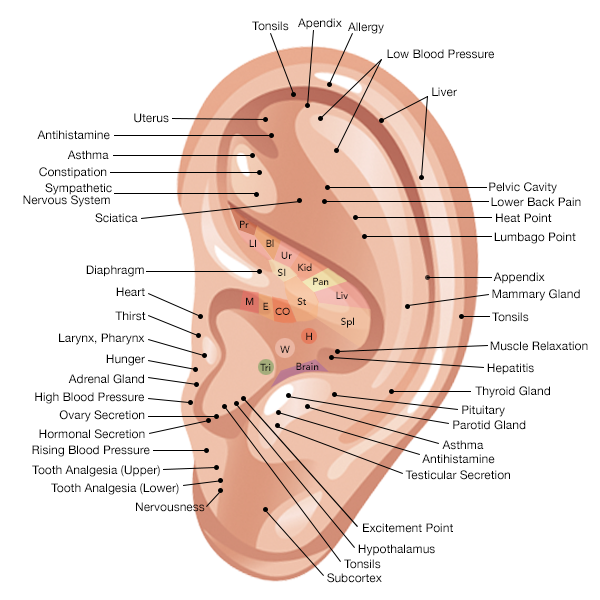 Tonsils
Apendix
Allergy
Low Blood Pressure
Liver
Uterus
Antihistamine
Asthma
Constipation
Sympathetic
Nervous System
Sciatica
Pelvic Cavity
Lower Back Pain
Heat Point
Lumbago Point
Pr
LI
Bl
Ur
SI
Kid
Pan
Liv
Diaphragm
Appendix
Mammary Gland
Tonsils
Heart
Thirst
Larynx, Pharynx
Hunger
Adrenal Gland
High Blood Pressure
Ovary Secretion
Hormonal Secretion
Rising Blood Pressure
Tooth Analgesia (Upper)
Tooth Analgesia (Lower)
Nervousness
M
E
CO
St
Spl
H
W
Tri
Brain
Muscle Relaxation
Hepatitis
Thyroid Gland
Pituitary
Parotid Gland
Asthma
Antihistamine
Testicular Secretion
Excitement Point
Hypothalamus
Tonsils
Subcortex